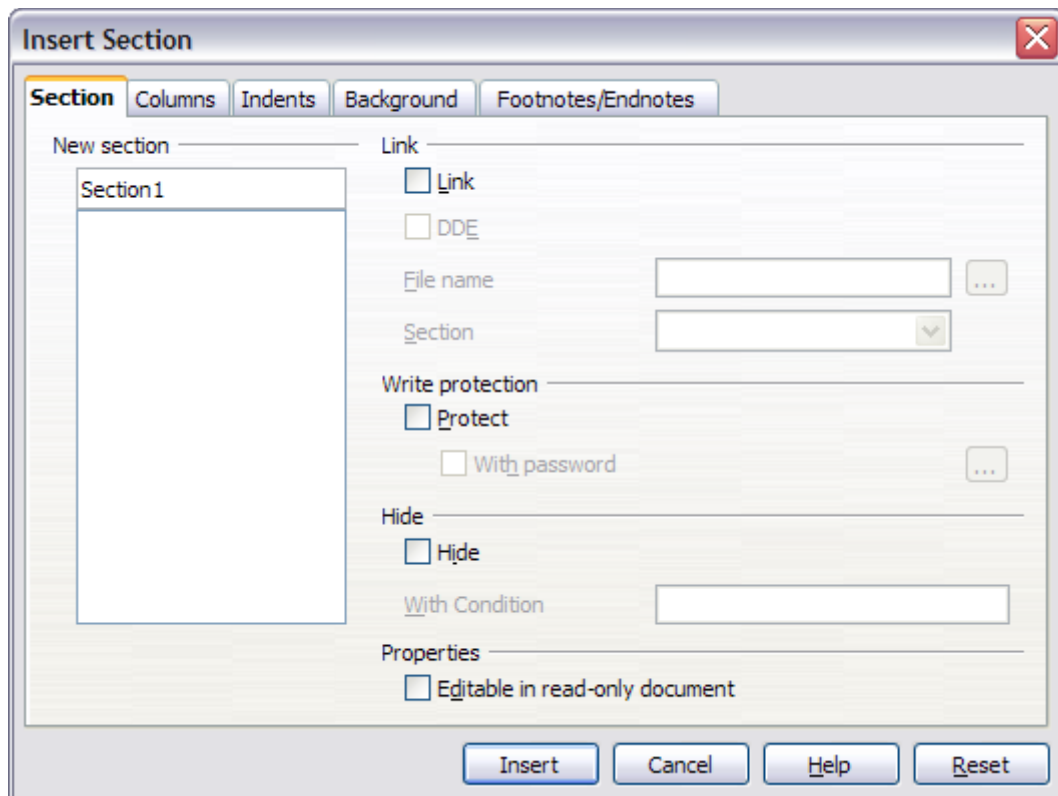 Insert Section
Section Columns Indents Background Footnotes/Endnotes
New section
Section1
Link
Link
DDE
File name ...
Section
Write protection
Protect
With password ...
Hide
Hide
With Condition
Properties
Editable in read-only document
Insert Cancel Help Reset